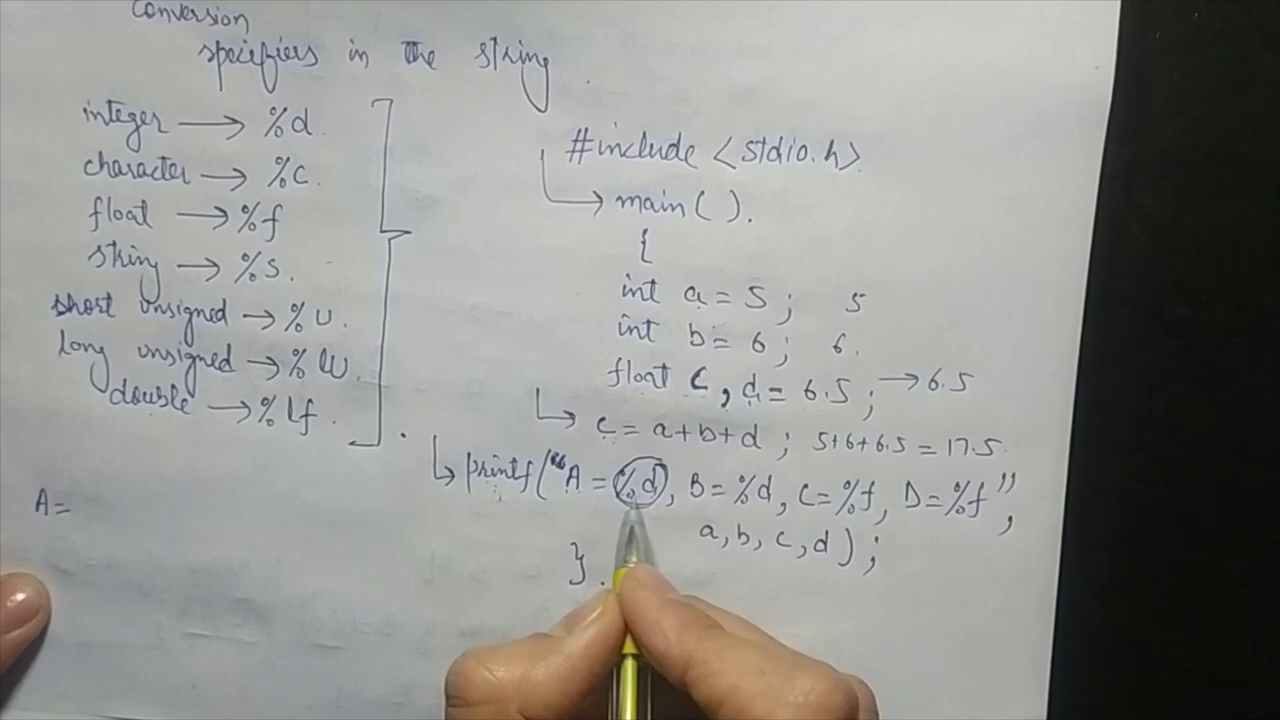 conversion
specifiers in the string
integer → %d.
character → %c.
float → %f
string → %s.
short unsigned → %u.
long unsigned → %lu.
double → %lf.
#include <stdio.h>
main( ).
{
int a = 5 ; 5
int b = 6 ; 6.
float c, d = 6.5 ; → 6.5
c = a+b+d ; 5+6+6.5 = 17.5
printf("A = %d, B = %d, C = %f, D = %f",
a, b, c, d ) ;
} .
A =